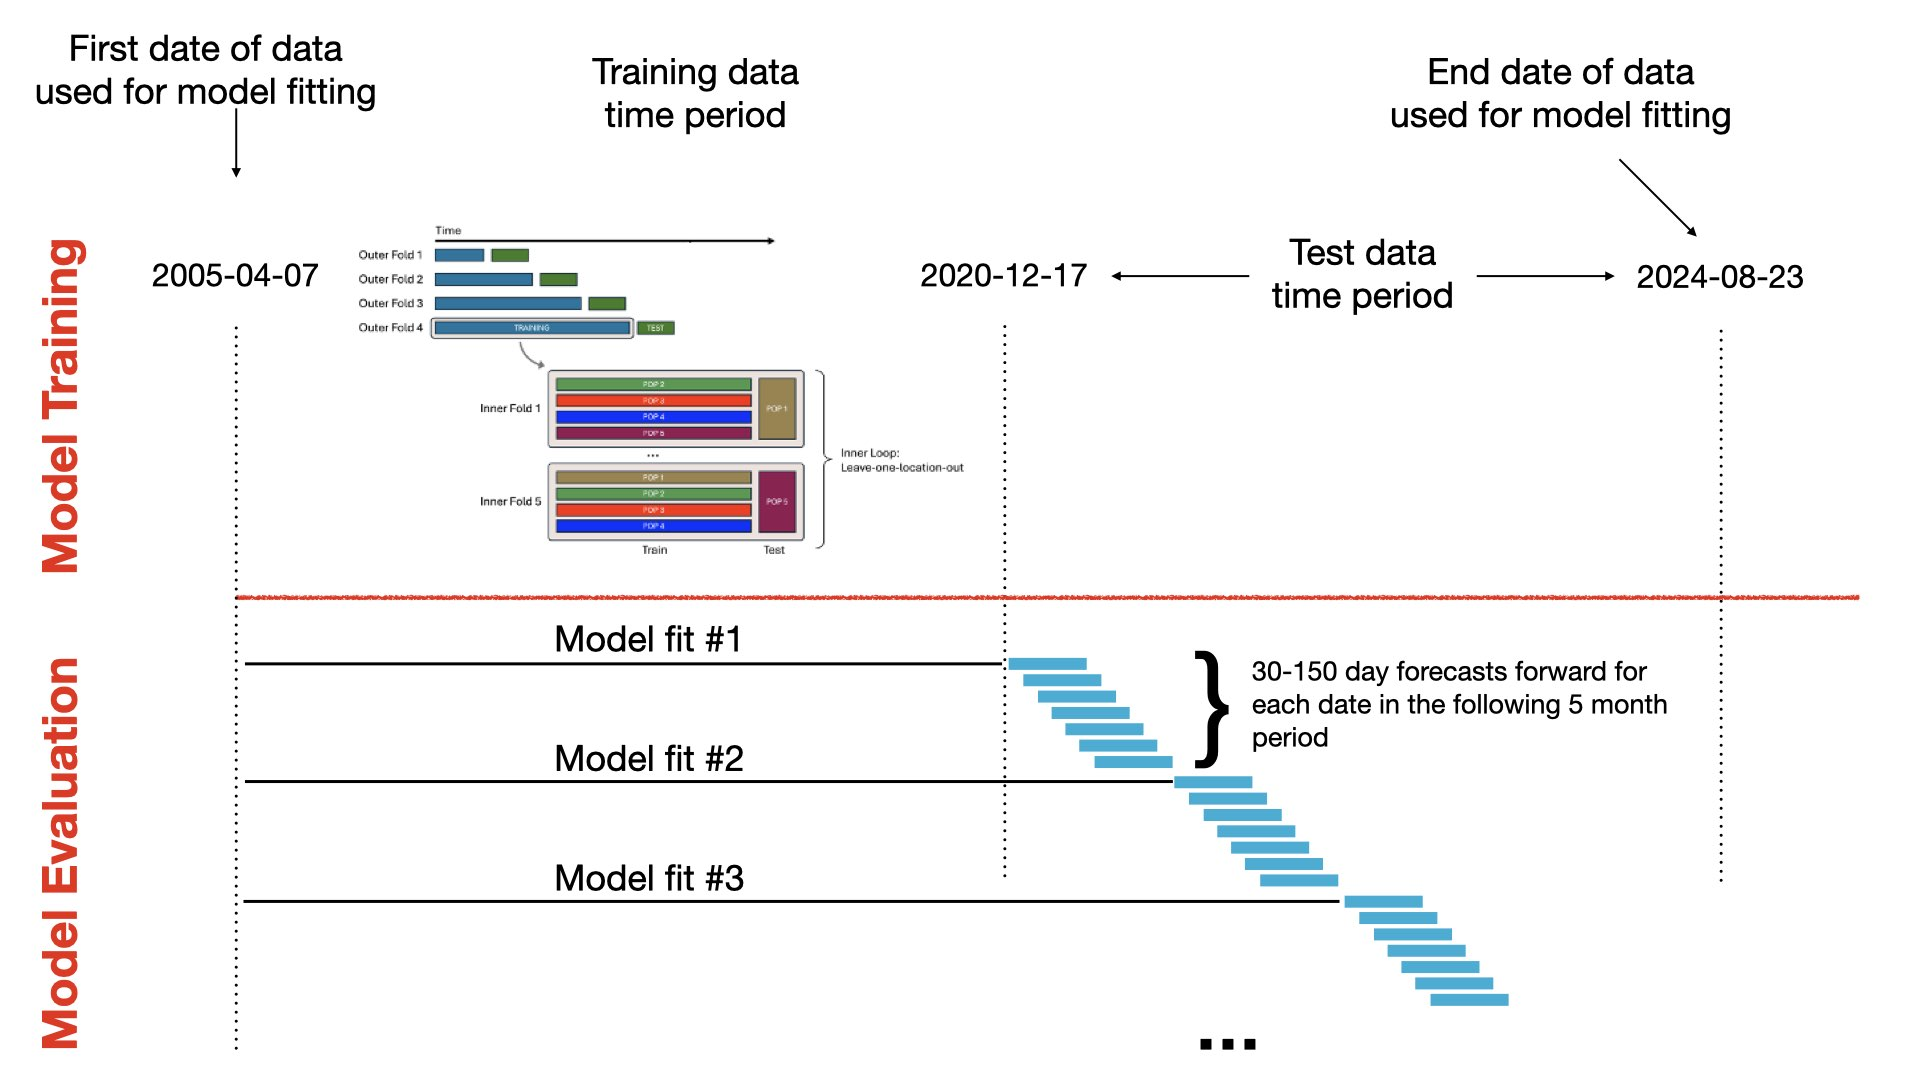 First date of data
used for model fitting
Training data
time period
End date of data
used for model fitting
Model Training
2005-04-07
Time
Outer Fold 1
Outer Fold 2
Outer Fold 3
Outer Fold 4
TRAINING
TEST
Inner Fold 1
POP 2
POP 3
POP 4
POP 5
POP 1
...
Inner Fold 5
POP 1
POP 2
POP 3
POP 4
POP 5
Train
Test
Inner Loop:
Leave-one-location-out
2020-12-17
Test data
time period
2024-08-23
Model Evaluation
Model fit #1
30-150 day forecasts forward for
each date in the following 5 month
period
Model fit #2
Model fit #3
...